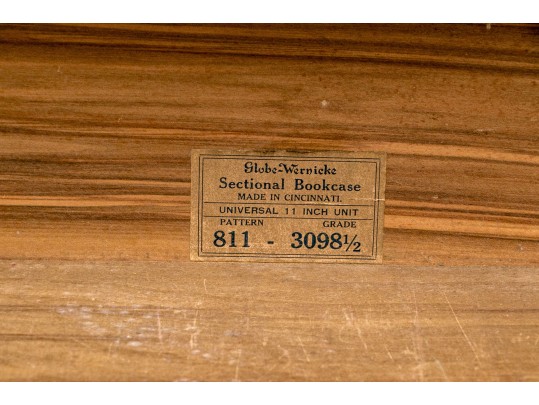 Globe-Wernicke
Sectional Bookcase
MADE IN CINCINNATI.
UNIVERSAL 11 INCH UNIT
PATTERN GRADE
811 - 3098½